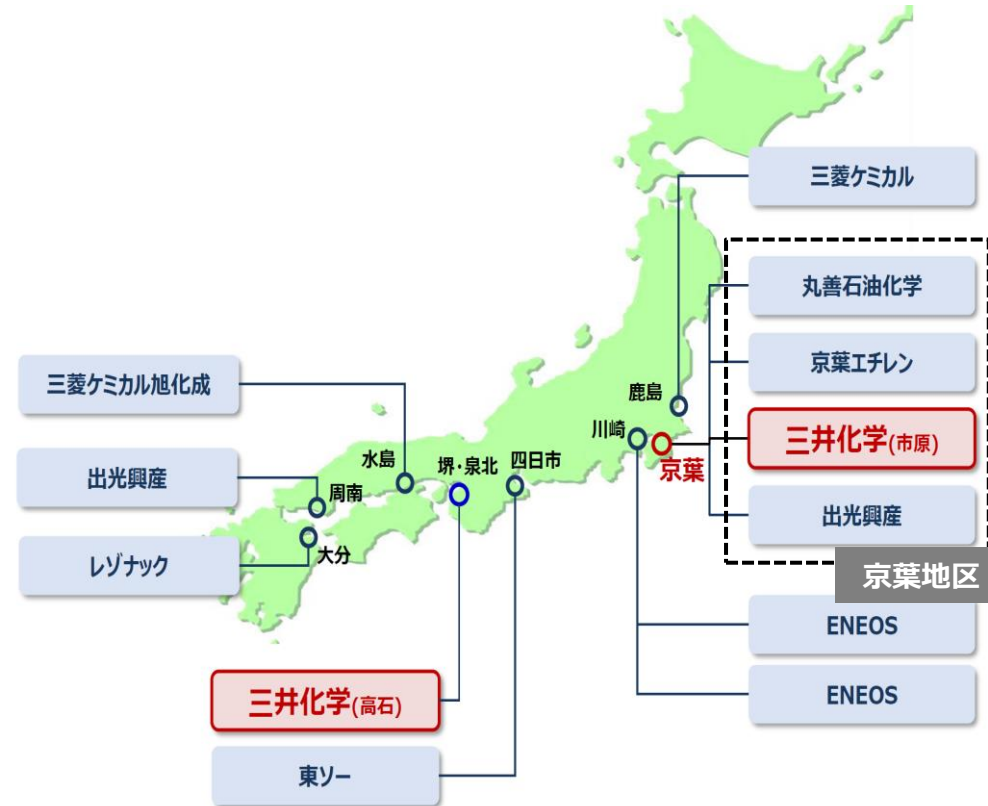 三菱ケミカル
丸善石油化学
京葉エチレン
三菱ケミカル旭化成
鹿島
川崎
三井化学(市原)
京葉
水島
堺・泉北
四日市
出光興産
周南
出光興産
レゾナック
大分
京葉地区
ENEOS
ENEOS
三井化学(高石)
東ソー